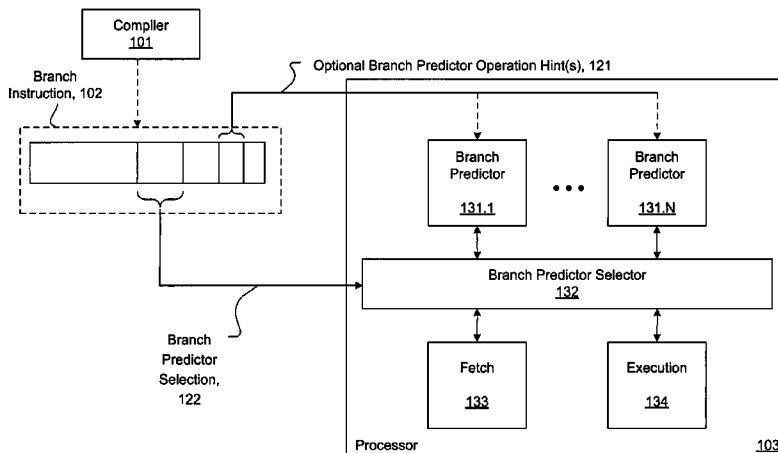 Compiler
101
Branch
Instruction, 102
Optional Branch Predictor Operation Hint(s), 121
Branch
Predictor
131.1
Branch
Predictor
131.N
Branch Predictor Selector
132
Branch
Predictor
Selection,
122
Fetch
133
Execution
134
Processor
103